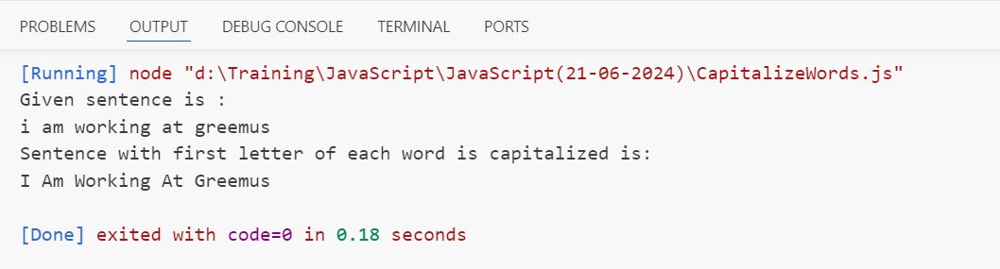 PROBLEMS OUTPUT DEBUG CONSOLE TERMINAL PORTS
[Running] node "d:\Training\JavaScript\JavaScript(21-06-2024)\CapitalizeWords.js"
Given sentence is :
i am working at greemus
Sentence with first letter of each word is capitalized is:
I Am Working At Greemus
[Done] exited with code=0 in 0.18 seconds